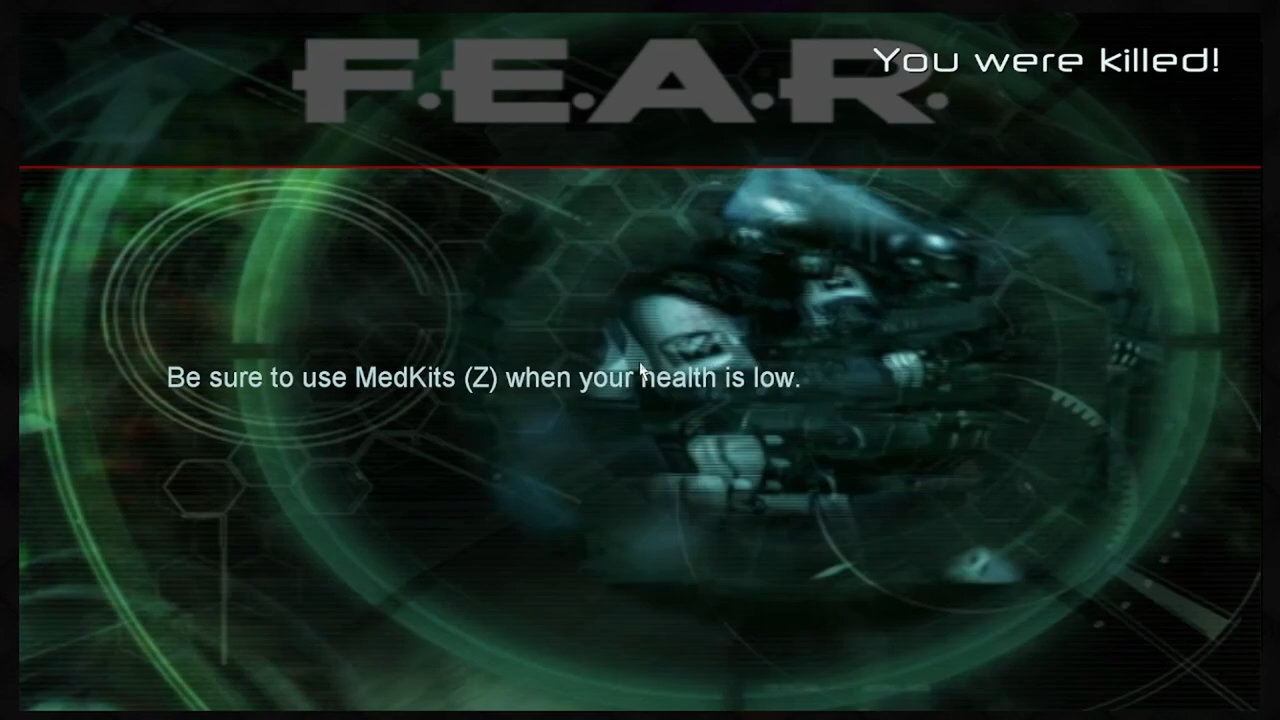 F.E.A.R.
You were killed!
Be sure to use MedKits (Z) when your health is low.